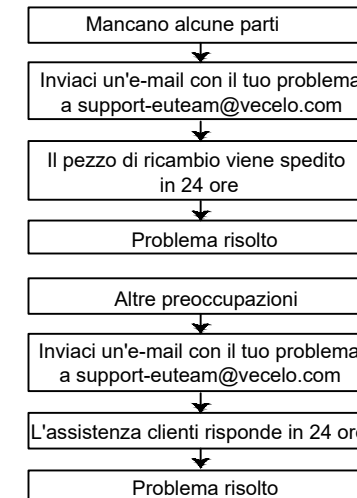 Mancano alcune parti
Inviaci un'e-mail con il tuo problema
a support-euteam@vecelo.com
Il pezzo di ricambio viene spedito
in 24 ore
Problema risolto
Altre preoccupazioni
Inviaci un'e-mail con il tuo problema
a support-euteam@vecelo.com
L'assistenza clienti risponde in 24 ore
Problema risolto